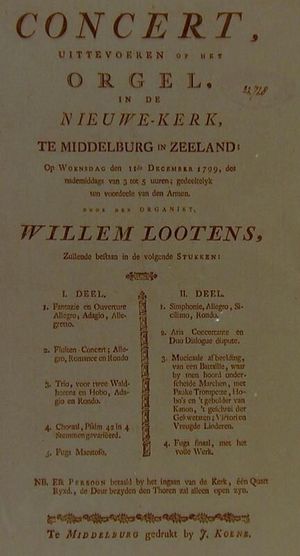 CONCERT,
UITTEVOEREN OP HET
ORGEL,
IN DE
NIEUWE-KERK,
TE MIDDELBURG IN ZEELAND:
Op WOENSDAG den 11de DECEMBER 1799, des
nademiddags van 3 tot 5 uuren; gedeeltelyk
ten voordeele van den Armen.
DOOR DEN ORGANIST,
WILLEM LOOTENS,
Zullende bestaan in de volgende STUKKEN:
I. DEEL.
1. Fantazie en Ouverture
Allegro, Adagio, Alle-
gretto.
2. Fluiten-Concert; Alle-
gro, Romance en Rondo
3. Trio, voor twee Wald-
horens en Hobo, Ada-
gio en Rondo.
4. Choraal, Psalm 42 in 4
Stemmen gevariëerd.
5. Fuga Maestoso.
II. DEEL.
1. Simphonie, Allegro, Si-
ciliano, Rondo.
2. Aria Concertante en
Duo Dialogue dispute.
3. Musicaale afbeelding,
van een Bataille, waar
by men hoord onder-
scheide Marchen, met
Pauke Trompette, Ho-
bo's en 't gebolder van
Kanon, 't geschrei der
Gekwetsten; Victori en
Vreugde Liederen.
4. Fuga finaal, met het
volle Werk.
NB. Elk PERSOON betaald by het ingaan van de Kerk, één Quart
Ryxd, de Deur bezyden den Thoren zal alleen open zyn.
Te MIDDELBURG gedrukt by J. KOENE.